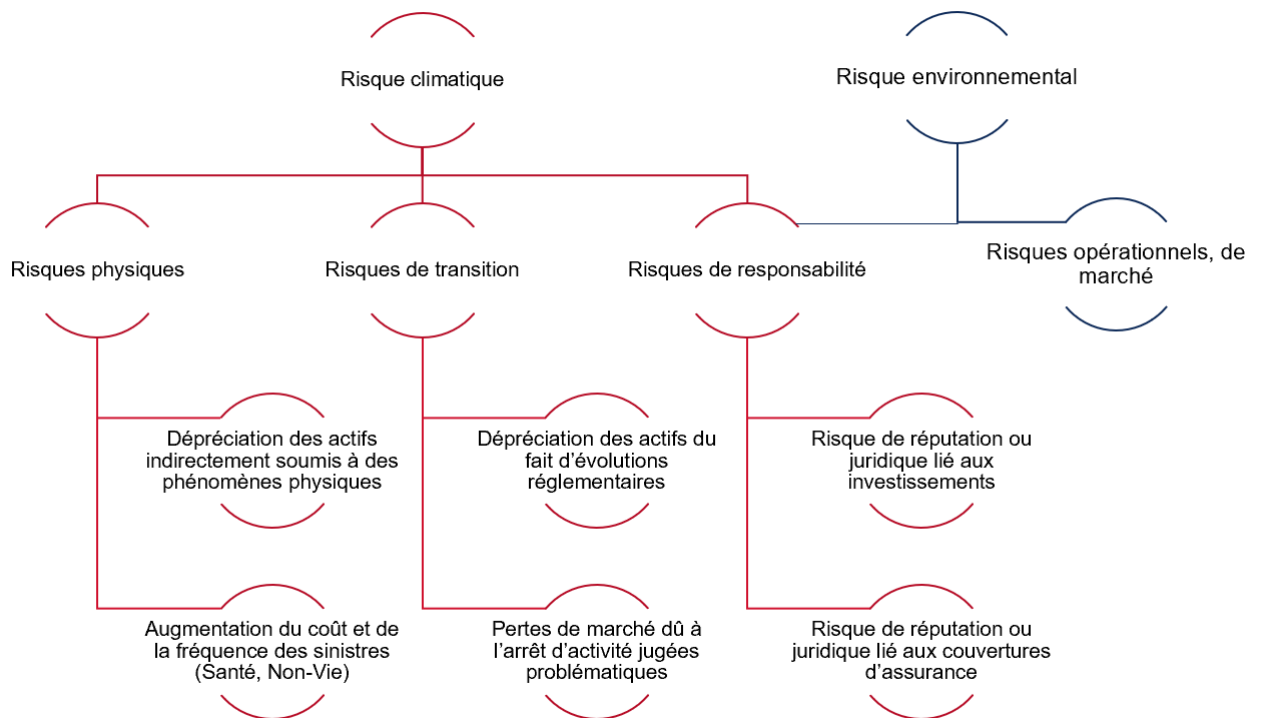 Risque climatique
Risque environnemental
Risques physiques
Risques de transition
Risques de responsabilité
Risques opérationnels, de
marché
Dépréciation des actifs
indirectement soumis à des
phénomènes physiques
Dépréciation des actifs du
fait d’évolutions
réglementaires
Risque de réputation ou
juridique lié aux
investissements
Augmentation du coût et de
la fréquence des sinistres
(Santé, Non-Vie)
Pertes de marché dû à
l’arrêt d’activité jugées
problématiques
Risque de réputation ou
juridique lié aux couvertures
d’assurance